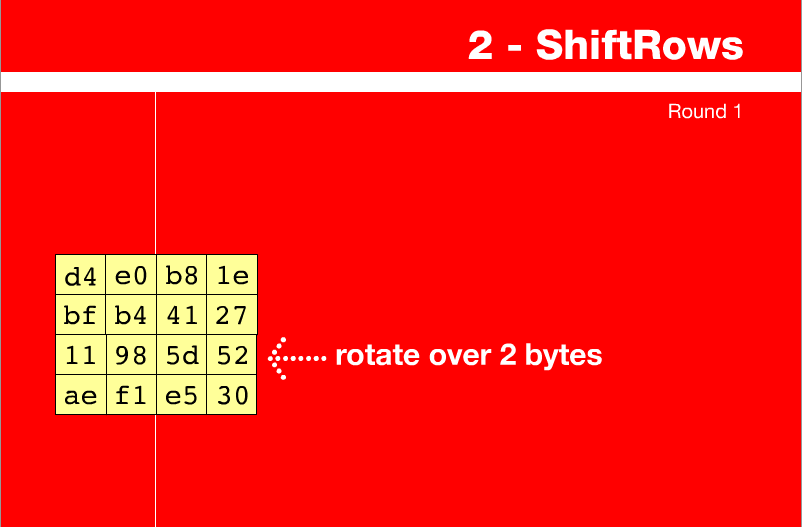 2 - ShiftRows
Round 1
d4 e0 b8 1e
bf b4 41 27
11 98 5d 52
rotate over 2 bytes
ae f1 e5 30